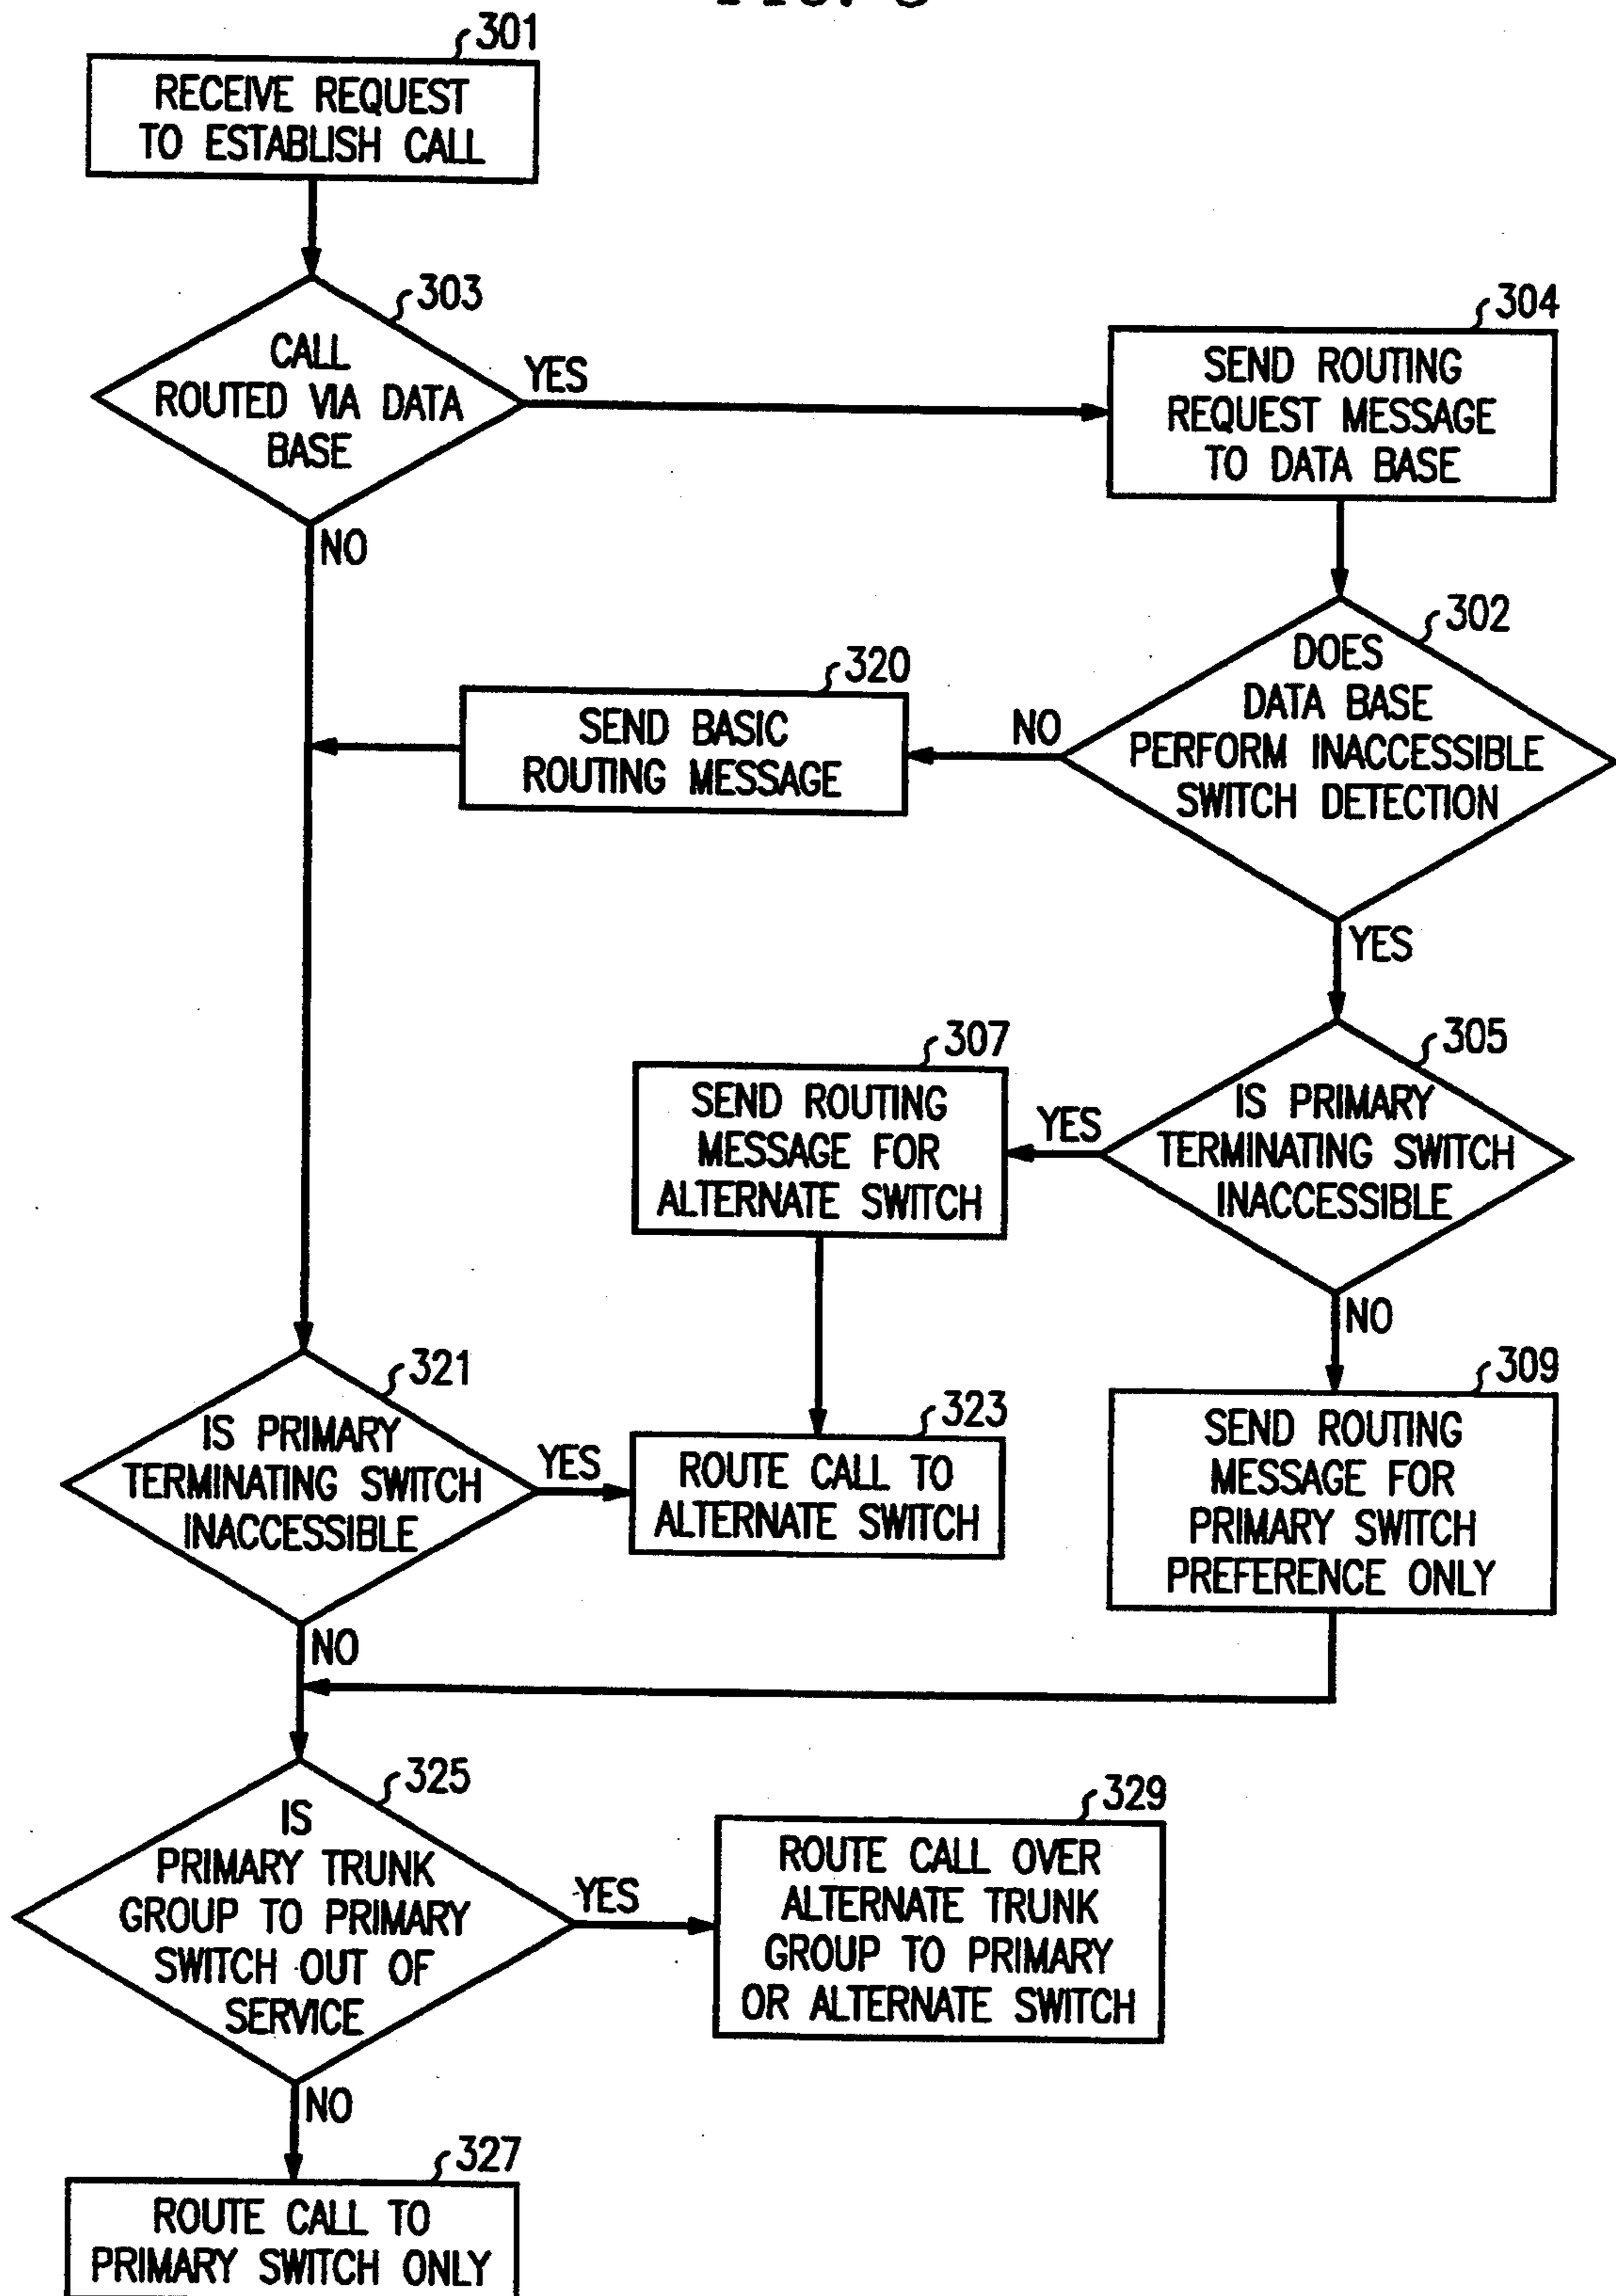 301
RECEIVE REQUEST
TO ESTABLISH CALL
303
CALL
ROUTED VIA DATA
BASE
YES
NO
304
SEND ROUTING
REQUEST MESSAGE
TO DATA BASE
302
DOES
DATA BASE
PERFORM INACCESSIBLE
SWITCH DETECTION
NO
YES
320
SEND BASIC
ROUTING MESSAGE
305
IS PRIMARY
TERMINATING SWITCH
INACCESSIBLE
YES
NO
307
SEND ROUTING
MESSAGE FOR
ALTERNATE SWITCH
309
SEND ROUTING
MESSAGE FOR
PRIMARY SWITCH
PREFERENCE ONLY
321
IS PRIMARY
TERMINATING SWITCH
INACCESSIBLE
YES
NO
323
ROUTE CALL TO
ALTERNATE SWITCH
325
IS
PRIMARY TRUNK
GROUP TO PRIMARY
SWITCH OUT OF
SERVICE
YES
NO
329
ROUTE CALL OVER
ALTERNATE TRUNK
GROUP TO PRIMARY
OR ALTERNATE SWITCH
327
ROUTE CALL TO
PRIMARY SWITCH ONLY